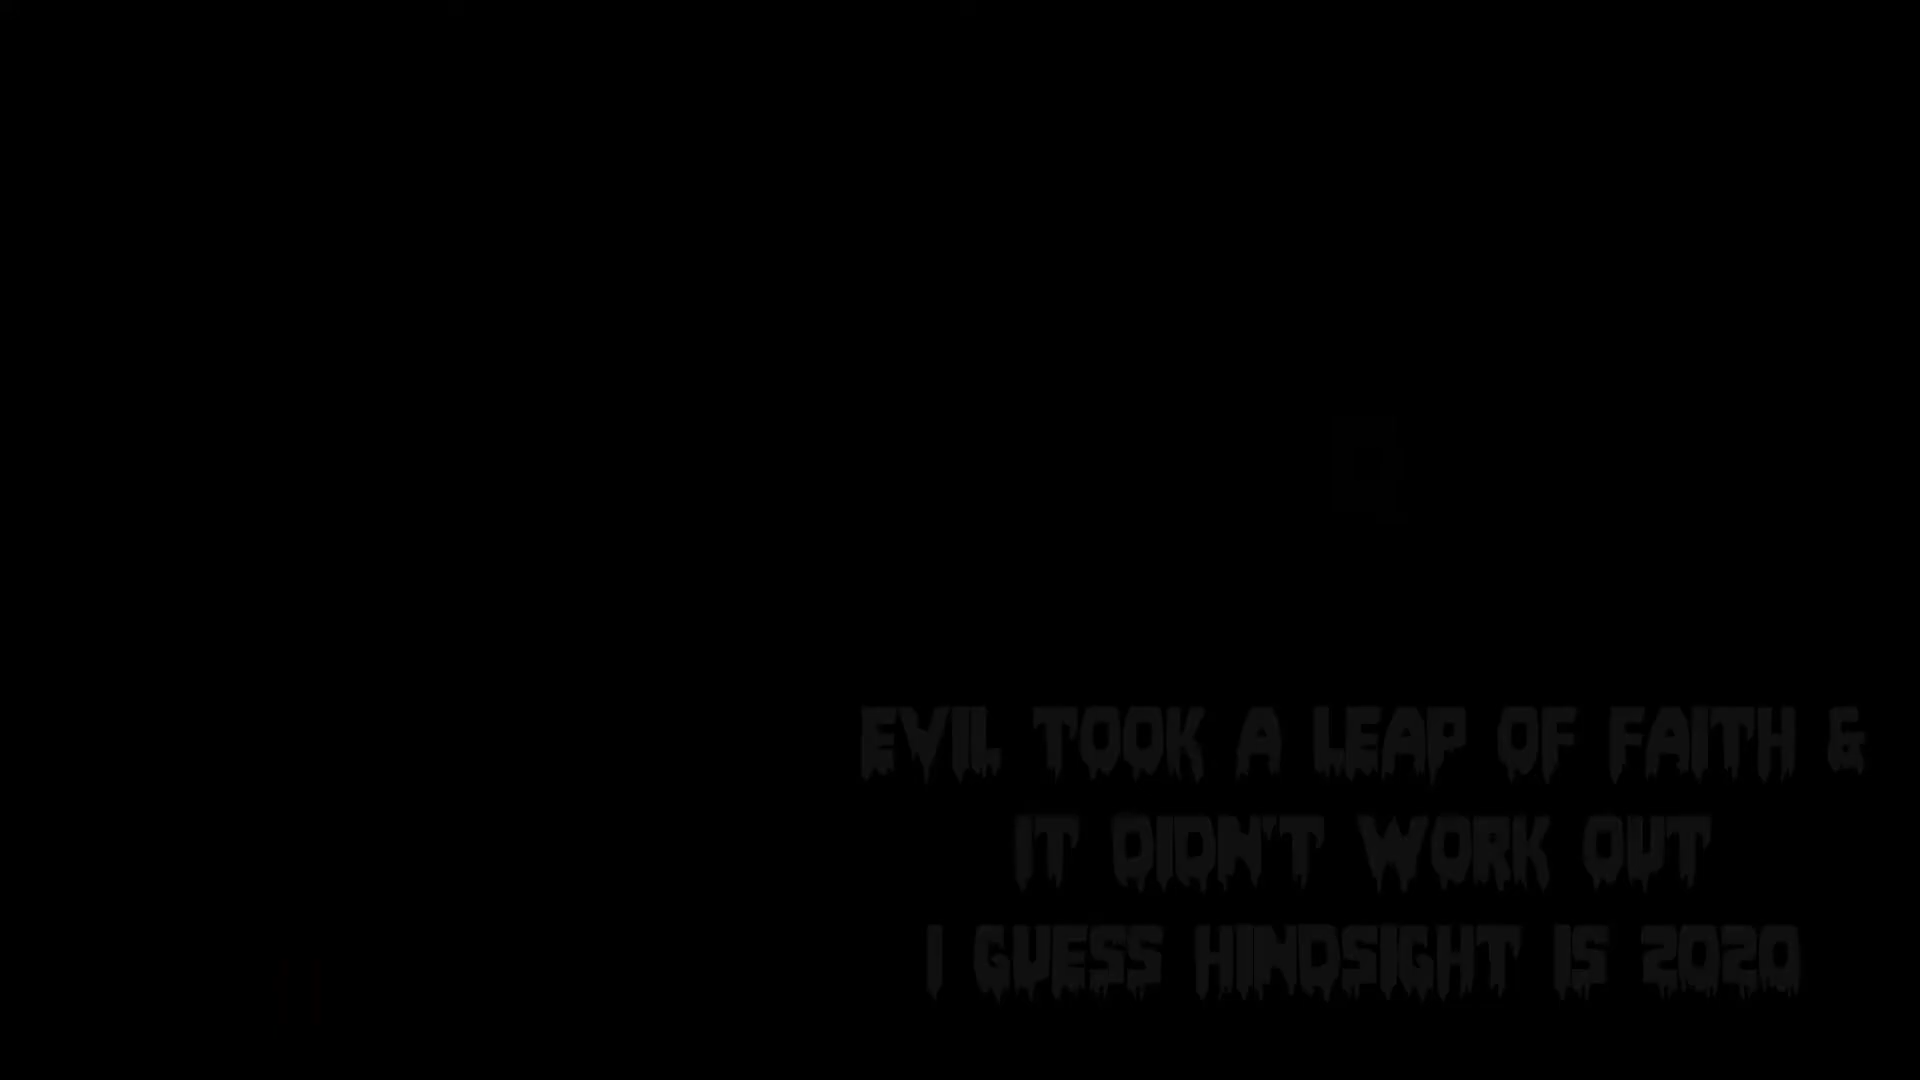 EVIL TOOK A LEAP OF FAITH &
IT DIDN'T WORK OUT
I GUESS HINDSIGHT IS 2020